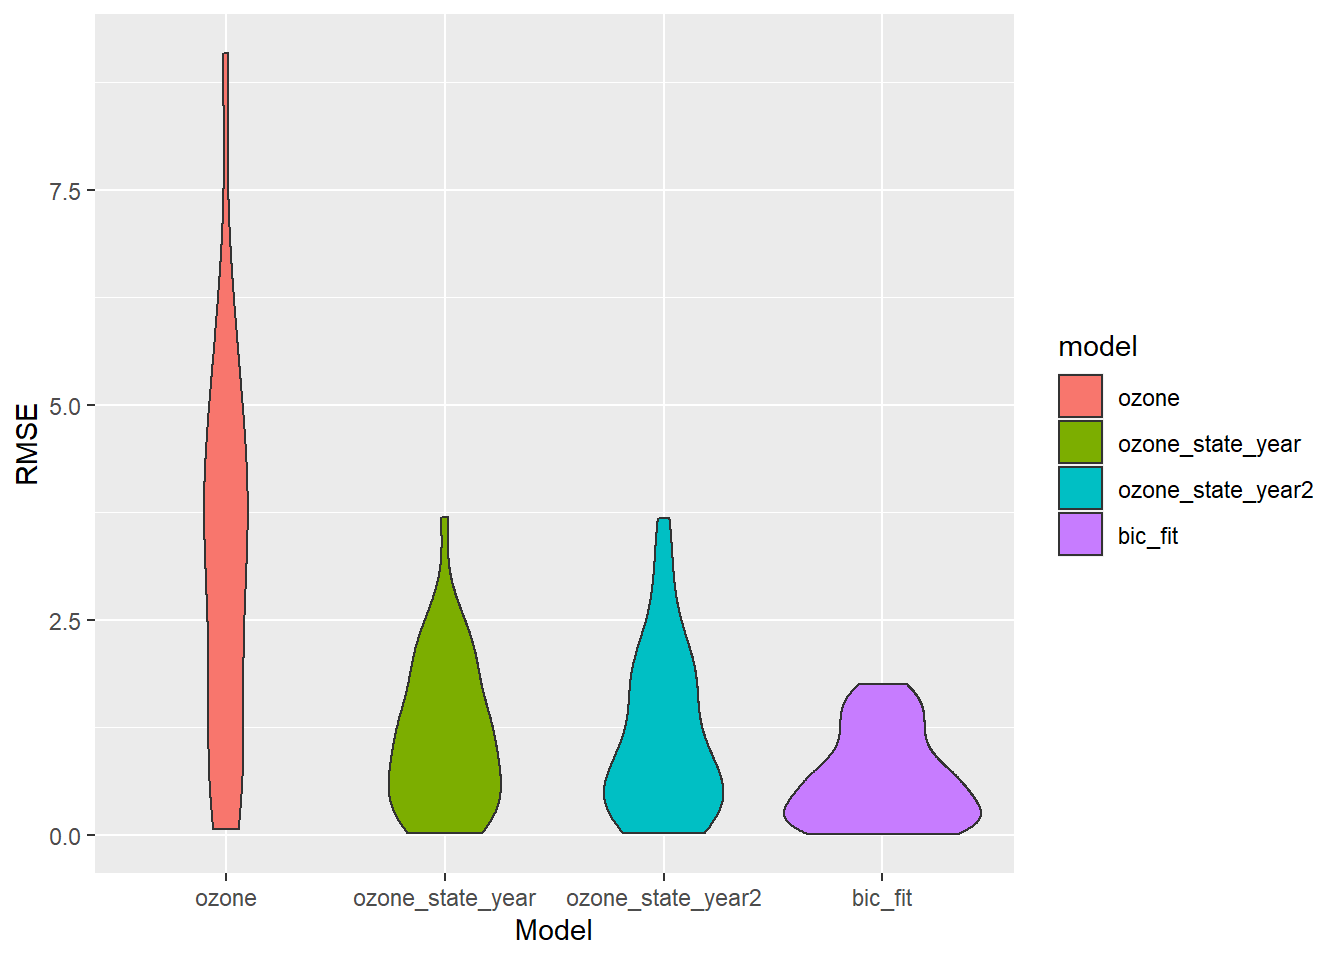 RMSE
7.5
5.0
2.5
0.0
ozone
ozone_state_year
ozone_state_year2
bic_fit
Model
model
ozone
ozone_state_year
ozone_state_year2
bic_fit